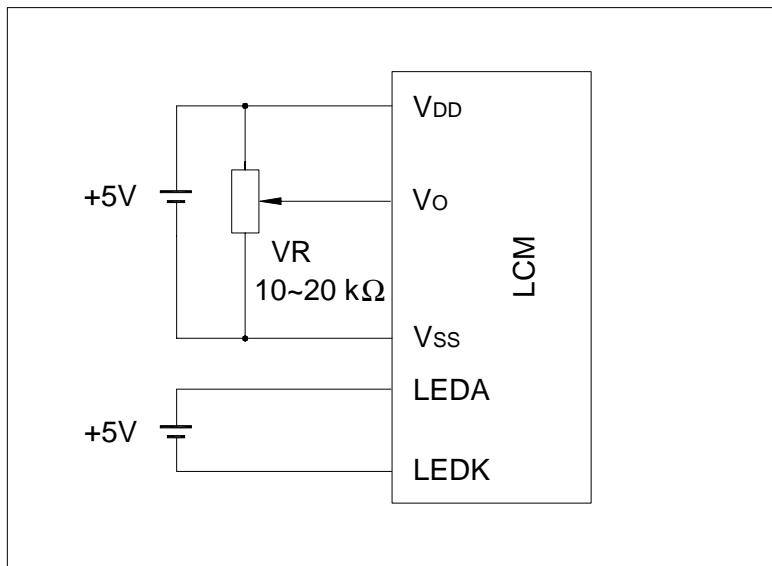 VDD
+5V
VO
VR
10~20 kΩ
LCM
VSS
LEDA
+5V
LEDK